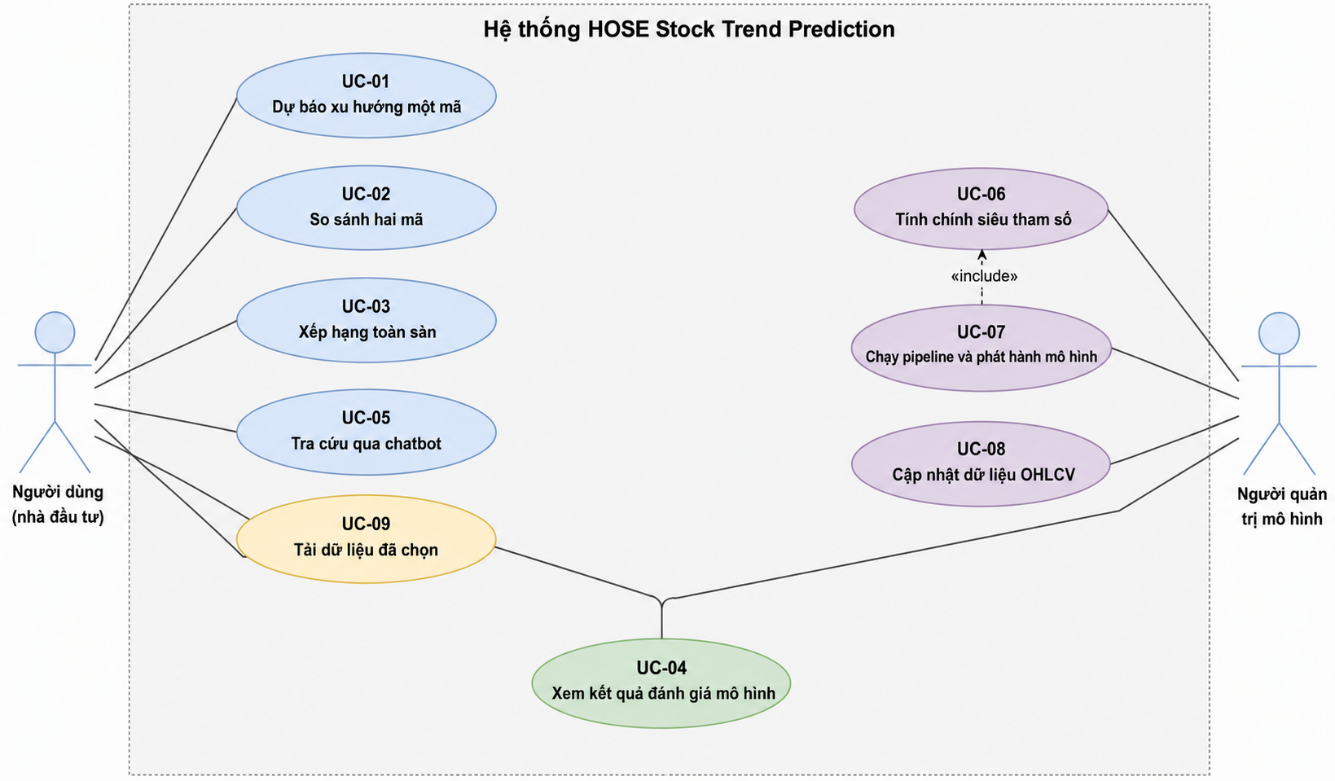 Hệ thống HOSE Stock Trend Prediction
UC-01
Dự báo xu hướng một mã
UC-02
So sánh hai mã
UC-03
Xếp hạng toàn sàn
UC-05
Tra cứu qua chatbot
UC-09
Tải dữ liệu đã chọn
UC-06
Tính chính siêu tham số
«include»
UC-07
Chạy pipeline và phát hành mô hình
UC-08
Cập nhật dữ liệu OHLCV
UC-04
Xem kết quả đánh giá mô hình
Người dùng
(nhà đầu tư)
Người quản
trị mô hình